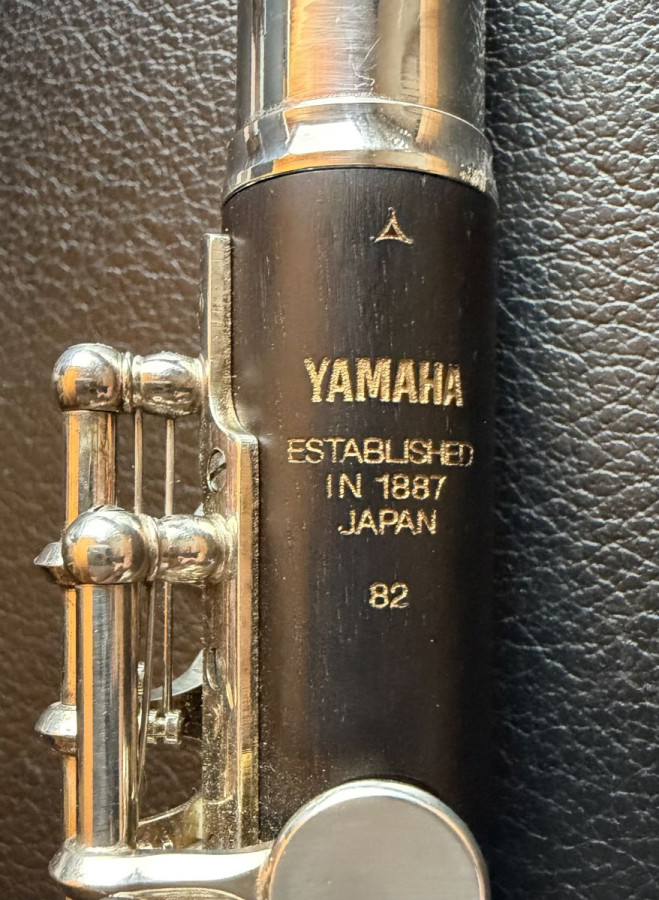 YAMAHA
ESTABLISHED
IN 1887
JAPAN
82